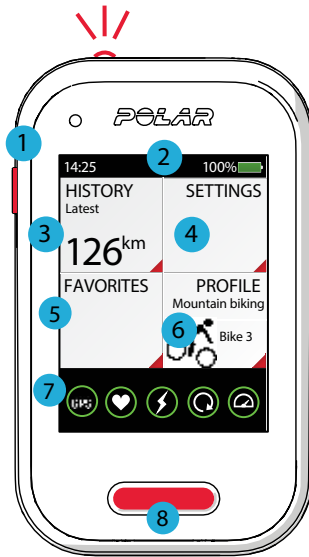 POLAR
1
2
14:25 100%
HISTORY
Latest
3
126km
SETTINGS
4
FAVORITES
5
PROFILE
Mountain biking
6
Bike 3
7
GPS
8